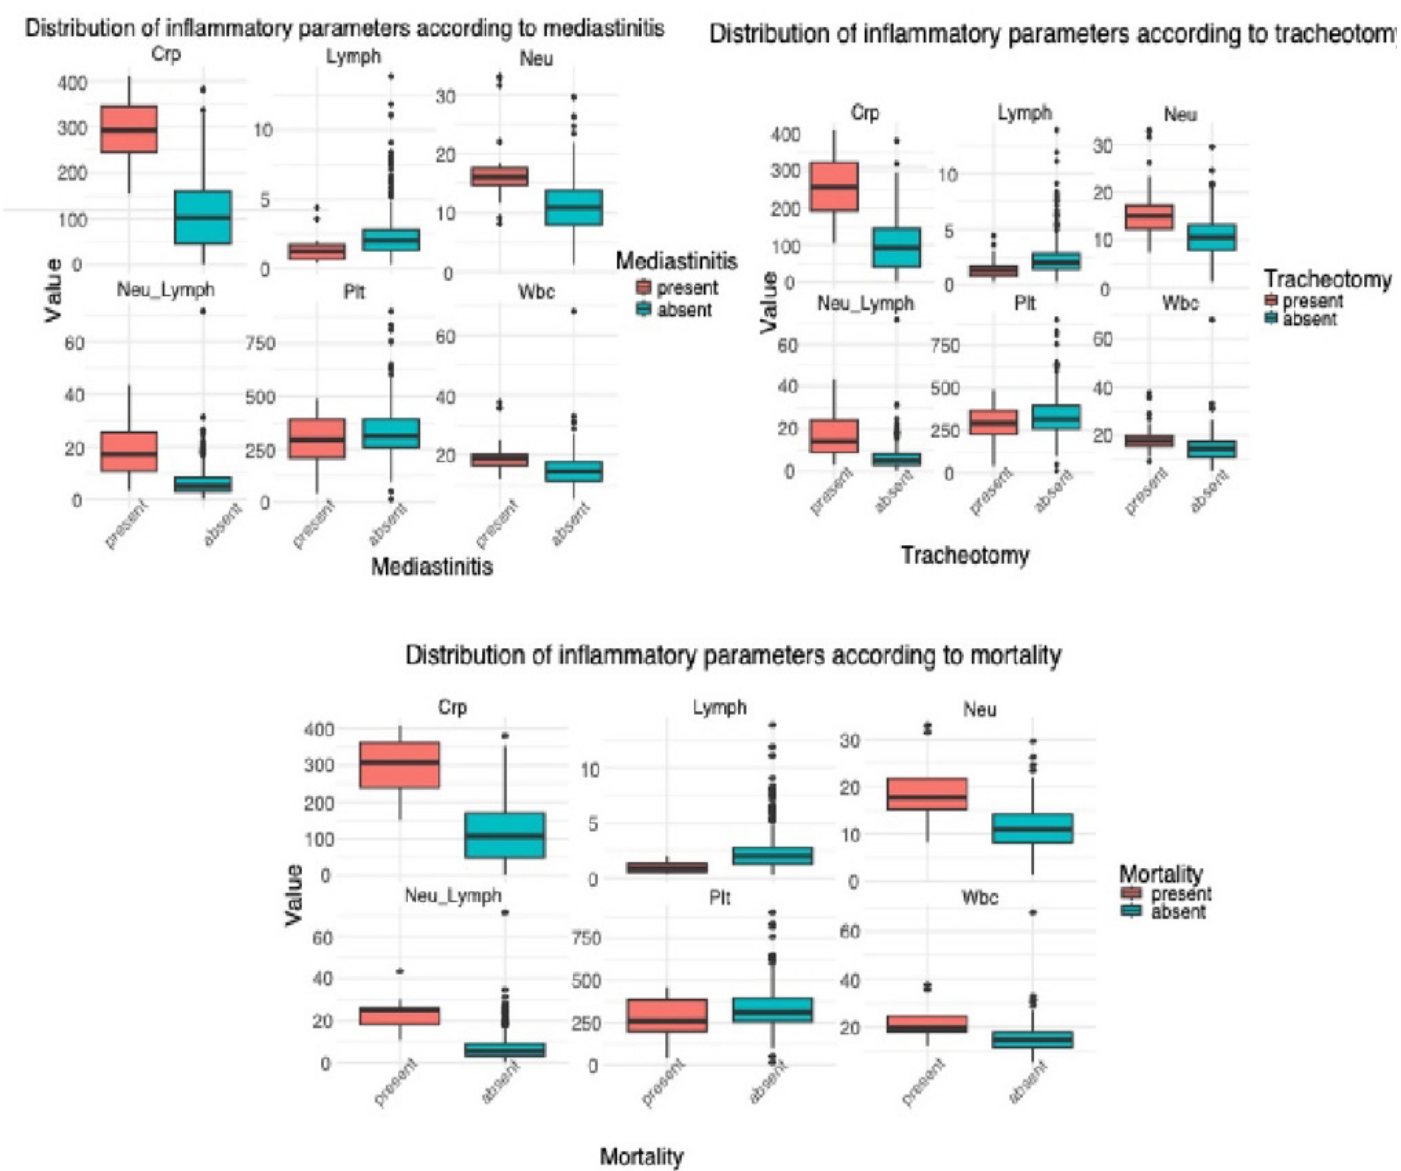 Distribution of inflammatory parameters according to mediastinitis
Crp Lymph Neu
400 300 200 100 0
10 5 0
30 20 10 0
Value
Neu_Lymph Plt Wbc
60 40 20 0
750 500 250 0
60 40 20
present absent present absent present absent
Mediastinitis
Mediastinitis
present
absent
Distribution of inflammatory parameters according to tracheotomy
Crp Lymph Neu
400 300 200 100 0
10 5 0
30 20 10 0
Value
Neu_Lymph Plt Wbc
60 40 20 0
750 500 250 0
60 40 20
present absent present absent present absent
Tracheotomy
Tracheotomy
present
absent
Distribution of inflammatory parameters according to mortality
Crp Lymph Neu
400 300 200 100 0
10 5 0
30 20 10 0
Value
Neu_Lymph Plt Wbc
60 40 20 0
750 500 250 0
60 40 20
present absent present absent present absent
Mortality
Mortality
present
absent